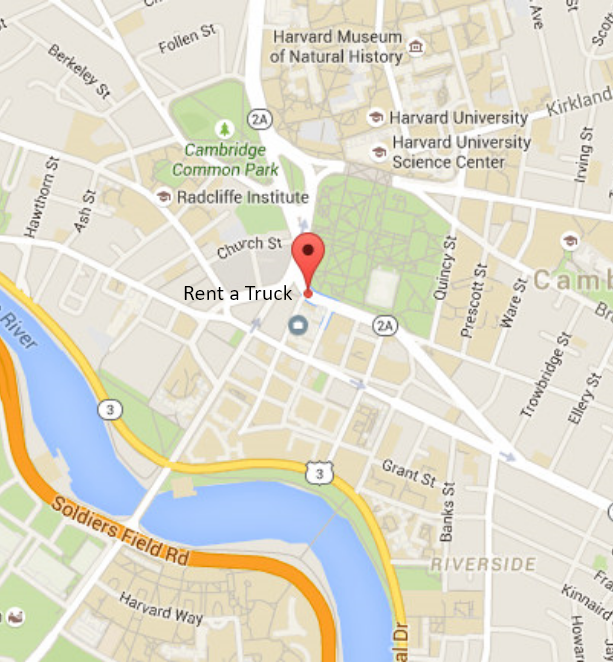 Follen St
Harvard Museum
of Natural History
Ave
Berkeley St
2A
Harvard University
Kirkland
Harvard University
Science Center
Cambridge
Common Park
Irving St
Hawthorn St
Ash St
Radcliffe Institute
Church St
Quincy St
Prescott St
Ware St
Camb
Rent a Truck
River
2A
Trowbridge St
Ellery St
3
3
Grant St
Banks St
Soldiers Field Rd
RIVERSIDE
Harvard Way
Kinnaird
al Dr
Howard